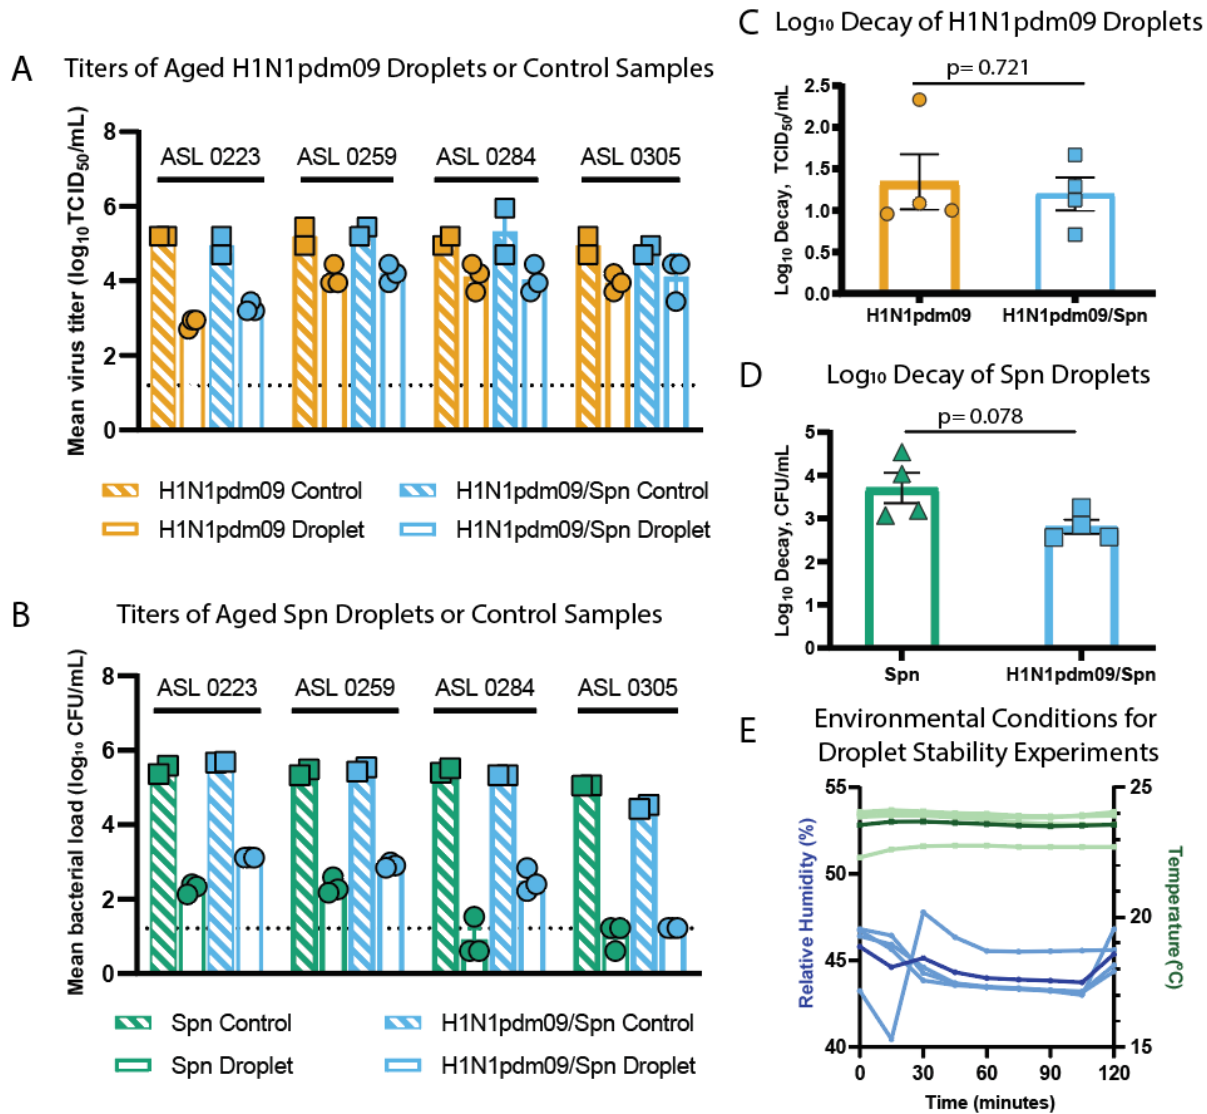 A
Titers of Aged H1N1pdm09 Droplets or Control Samples
Mean virus titer (log₁₀ TCID₅₀/mL)
8
6
4
2
0
ASL 0223
ASL 0259
ASL 0284
ASL 0305
H1N1pdm09 Control
H1N1pdm09/Spn Control
H1N1pdm09 Droplet
H1N1pdm09/Spn Droplet
B
Titers of Aged Spn Droplets or Control Samples
Mean bacterial load (log₁₀ CFU/mL)
8
6
4
2
0
ASL 0223
ASL 0259
ASL 0284
ASL 0305
Spn Control
H1N1pdm09/Spn Control
Spn Droplet
H1N1pdm09/Spn Droplet
C
Log₁₀ Decay of H1N1pdm09 Droplets
p= 0.721
Log₁₀ Decay, TCID₅₀/mL
2.5
2.0
1.5
1.0
0.5
0.0
H1N1pdm09
H1N1pdm09/Spn
D
Log₁₀ Decay of Spn Droplets
p= 0.078
Log₁₀ Decay, CFU/mL
5
4
3
2
1
0
Spn
H1N1pdm09/Spn
E
Environmental Conditions for
Droplet Stability Experiments
Relative Humidity (%)
55
50
45
40
25
20
15
Temperature (°C)
0
30
60
90
120
Time (minutes)